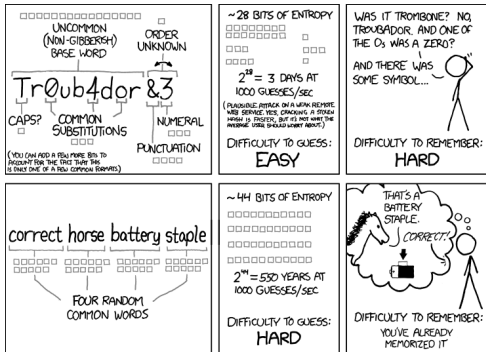 UNCOMMON
(NON-GIBBERISH)
BASE WORD
ORDER
UNKNOWN
Tr0ub4dor &3
CAPS?
COMMON
SUBSTITUTIONS
NUMERAL
PUNCTUATION
(YOU CAN ADD A FEW MORE BITS TO
ACCOUNT FOR THE FACT THAT THIS
IS ONLY ONE OF A FEW COMMON FORMATS.)
~28 BITS OF ENTROPY
2^28 = 3 DAYS AT
1000 GUESSES/SEC
(PLAUSIBLE ATTACK ON A WEAK REMOTE
WEB SERVICE. YES, CRACKING A STOLEN
HASH IS FASTER, BUT IT'S NOT WHAT THE
AVERAGE USER SHOULD WORRY ABOUT.)
DIFFICULTY TO GUESS:
EASY
WAS IT TROMBONE? NO,
TROUBADOR. AND ONE OF
THE Os WAS A ZERO?
AND THERE WAS
SOME SYMBOL...
DIFFICULTY TO REMEMBER:
HARD
correct horse battery staple
FOUR RANDOM
COMMON WORDS
~44 BITS OF ENTROPY
2^44 = 550 YEARS AT
1000 GUESSES/SEC
DIFFICULTY TO GUESS:
HARD
THAT'S A
BATTERY
STAPLE.
CORRECT!
DIFFICULTY TO REMEMBER:
YOU'VE ALREADY
MEMORIZED IT